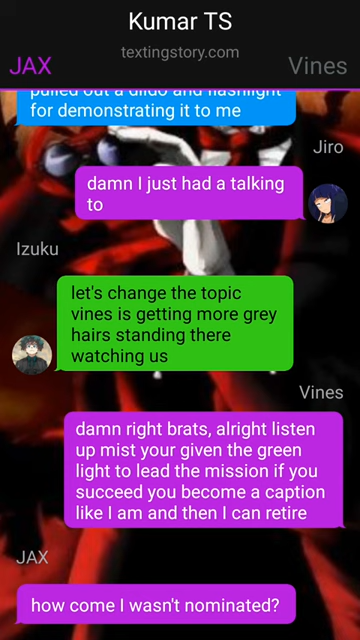 Kumar TS
textingstory.com
JAX
Vines
pulled out a dildo and flashlight
for demonstrating it to me
Jiro
damn I just had a talking
to
Izuku
let's change the topic
vines is getting more grey
hairs standing there
watching us
Vines
damn right brats, alright listen
up mist your given the green
light to lead the mission if you
succeed you become a caption
like I am and then I can retire
JAX
how come I wasn't nominated?